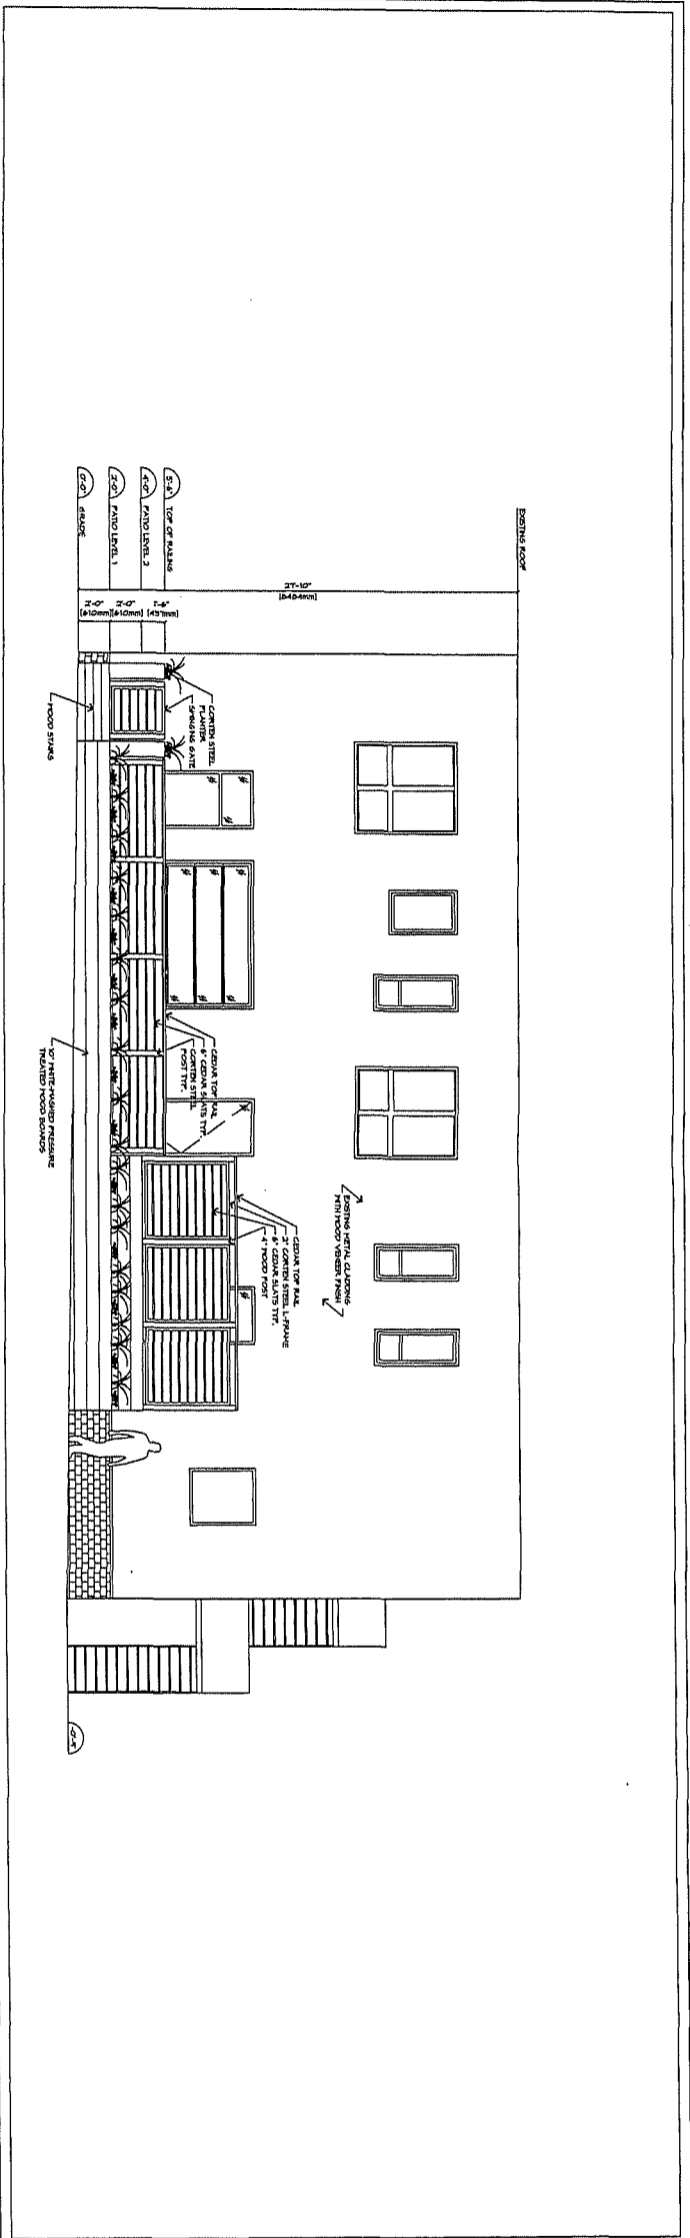 EXISTING ROOF
5'-6" TOP OF RAILING
4'-0" PATIO LEVEL 2
2'-0" PATIO LEVEL 1
0'-0" GRADE
27'-10"
[8484mm]
1'-6"
[457mm]
2'-0"
[610mm]
2'-0"
[610mm]
CORTEN STEEL
PLANTER
SWINGING GATE
WOOD STAIRS
CEDAR TOP RAIL
6" CEDAR SLATS TYP.
CORTEN STEEL
POST TYP.
10" WHITE-WASHED PRESSURE
TREATED WOOD BOARDS
EXISTING METAL CLADDING
WITH WOOD VENEER FINISH
CEDAR TOP RAIL
2" CORTEN STEEL L-FRAME
6" CEDAR SLATS TYP.
4" WOOD POST